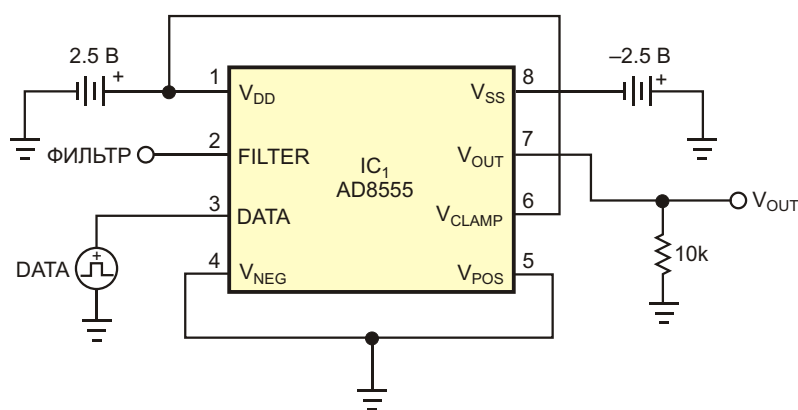 2.5 В
–2.5 В
+
+
1
8
V_DD
V_SS
2
7
ФИЛЬТР
FILTER
IC₁
AD8555
V_OUT
3
6
DATA
V_CLAMP
V_OUT
10k
+
DATA
4
5
V_NEG
V_POS